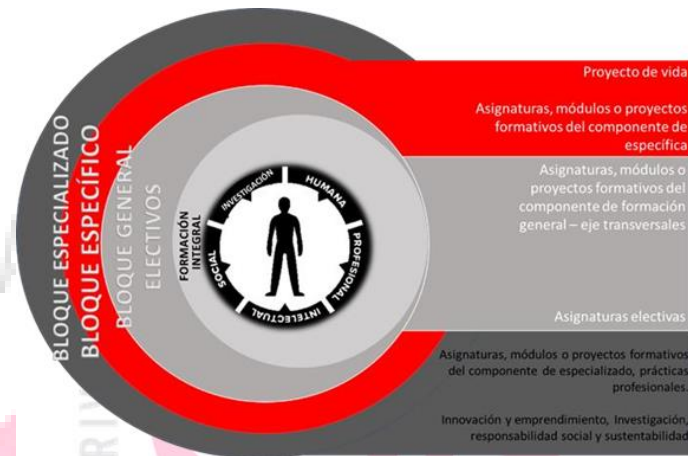 BLOQUE ESPECIALIZADO
BLOQUE ESPECÍFICO
BLOQUE GENERAL
ELECTIVOS
FORMACIÓN
INTEGRAL
INVESTIGACIÓN
HUMANA
PROFESIONAL
INTELECTUAL
SOCIAL
Proyecto de vida
Asignaturas, módulos o proyectos
formativos del componente de
específica
Asignaturas, módulos o
proyectos formativos del
componente de formación
general – eje transversales
Asignaturas electivas
Asignaturas, módulos o proyectos formativos
del componente de especializado, prácticas
profesionales.
Innovación y emprendimiento, Investigación,
responsabilidad social y sustentabilidad